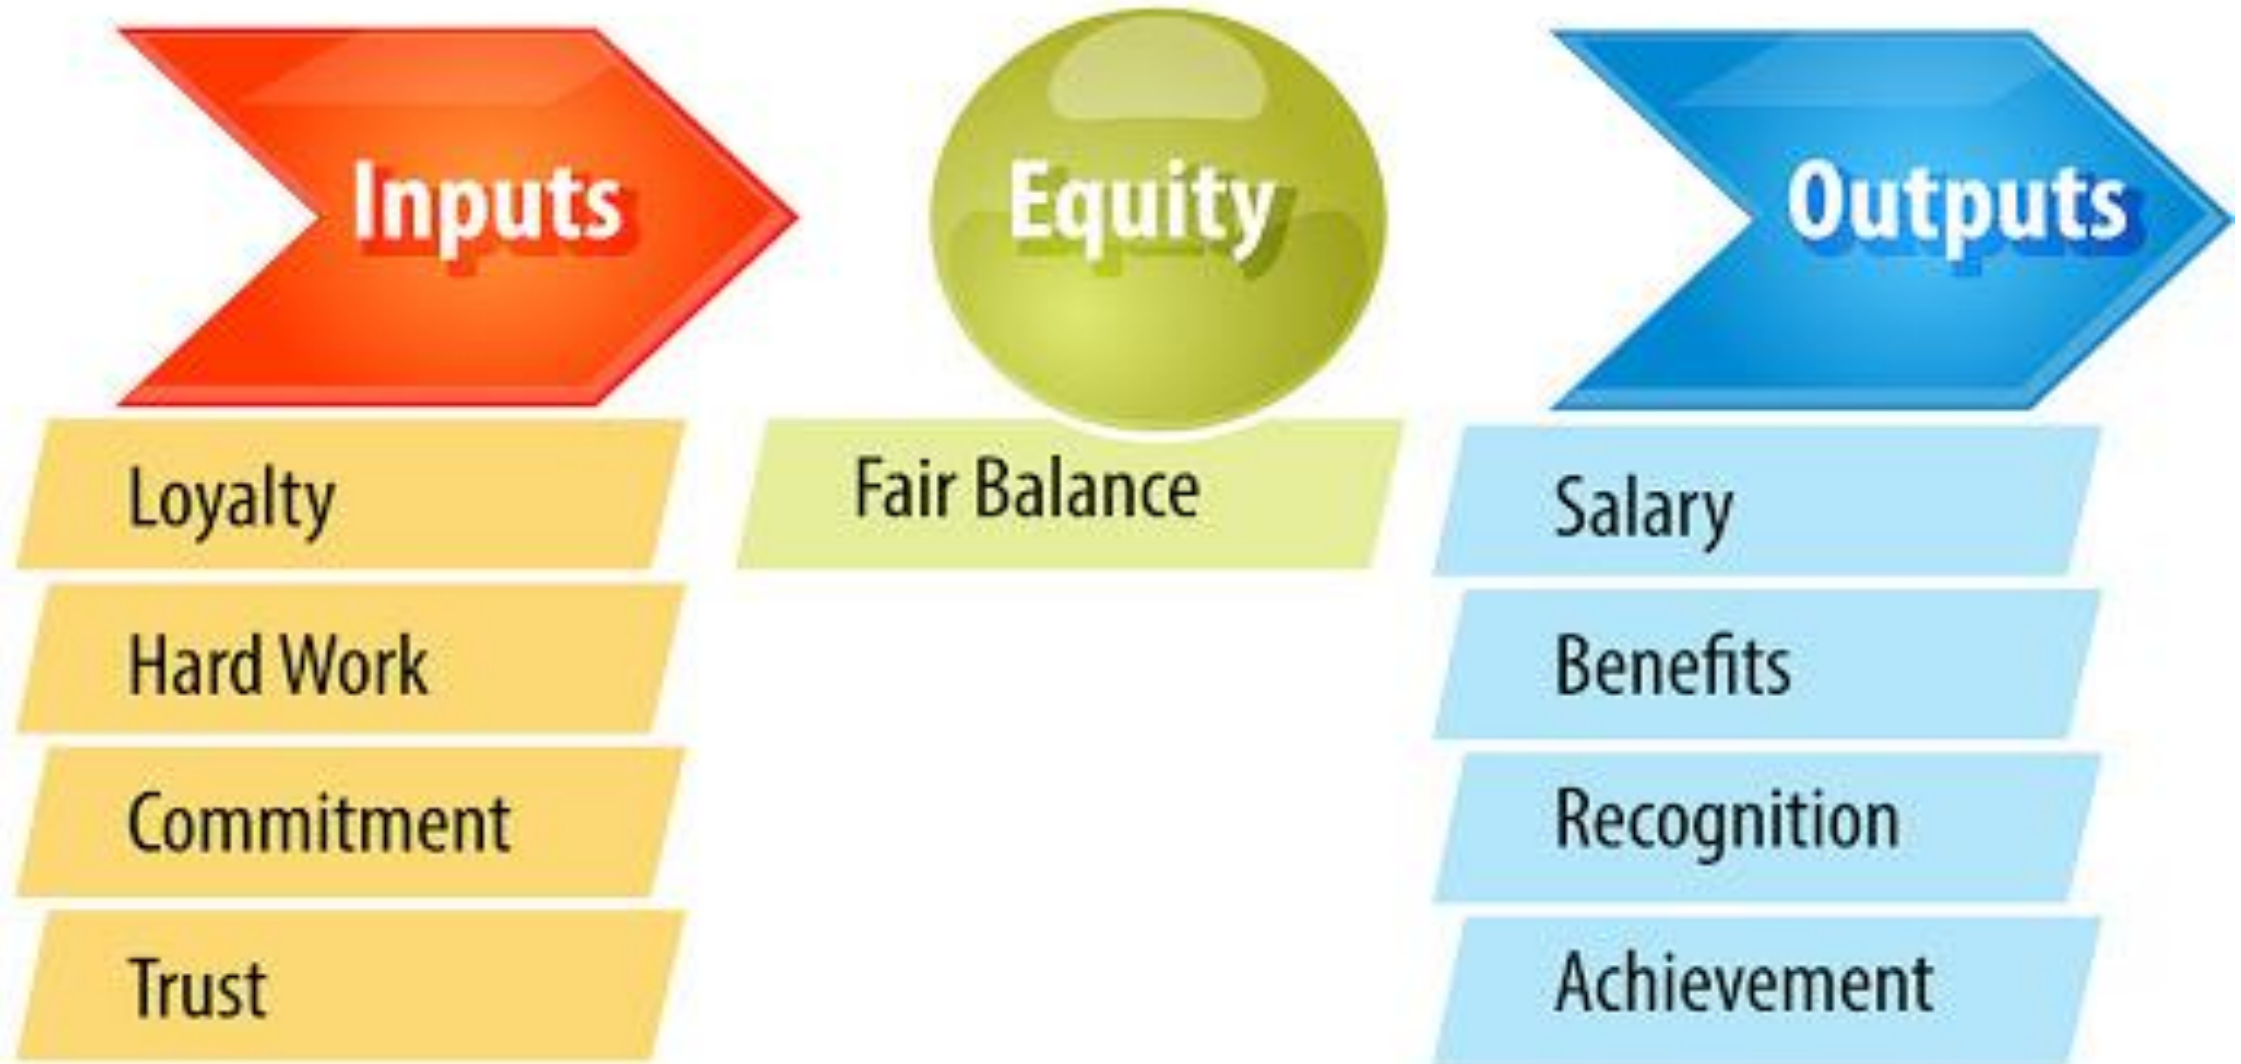 Inputs
Loyalty
Hard Work
Commitment
Trust
Equity
Fair Balance
Outputs
Salary
Benefits
Recognition
Achievement